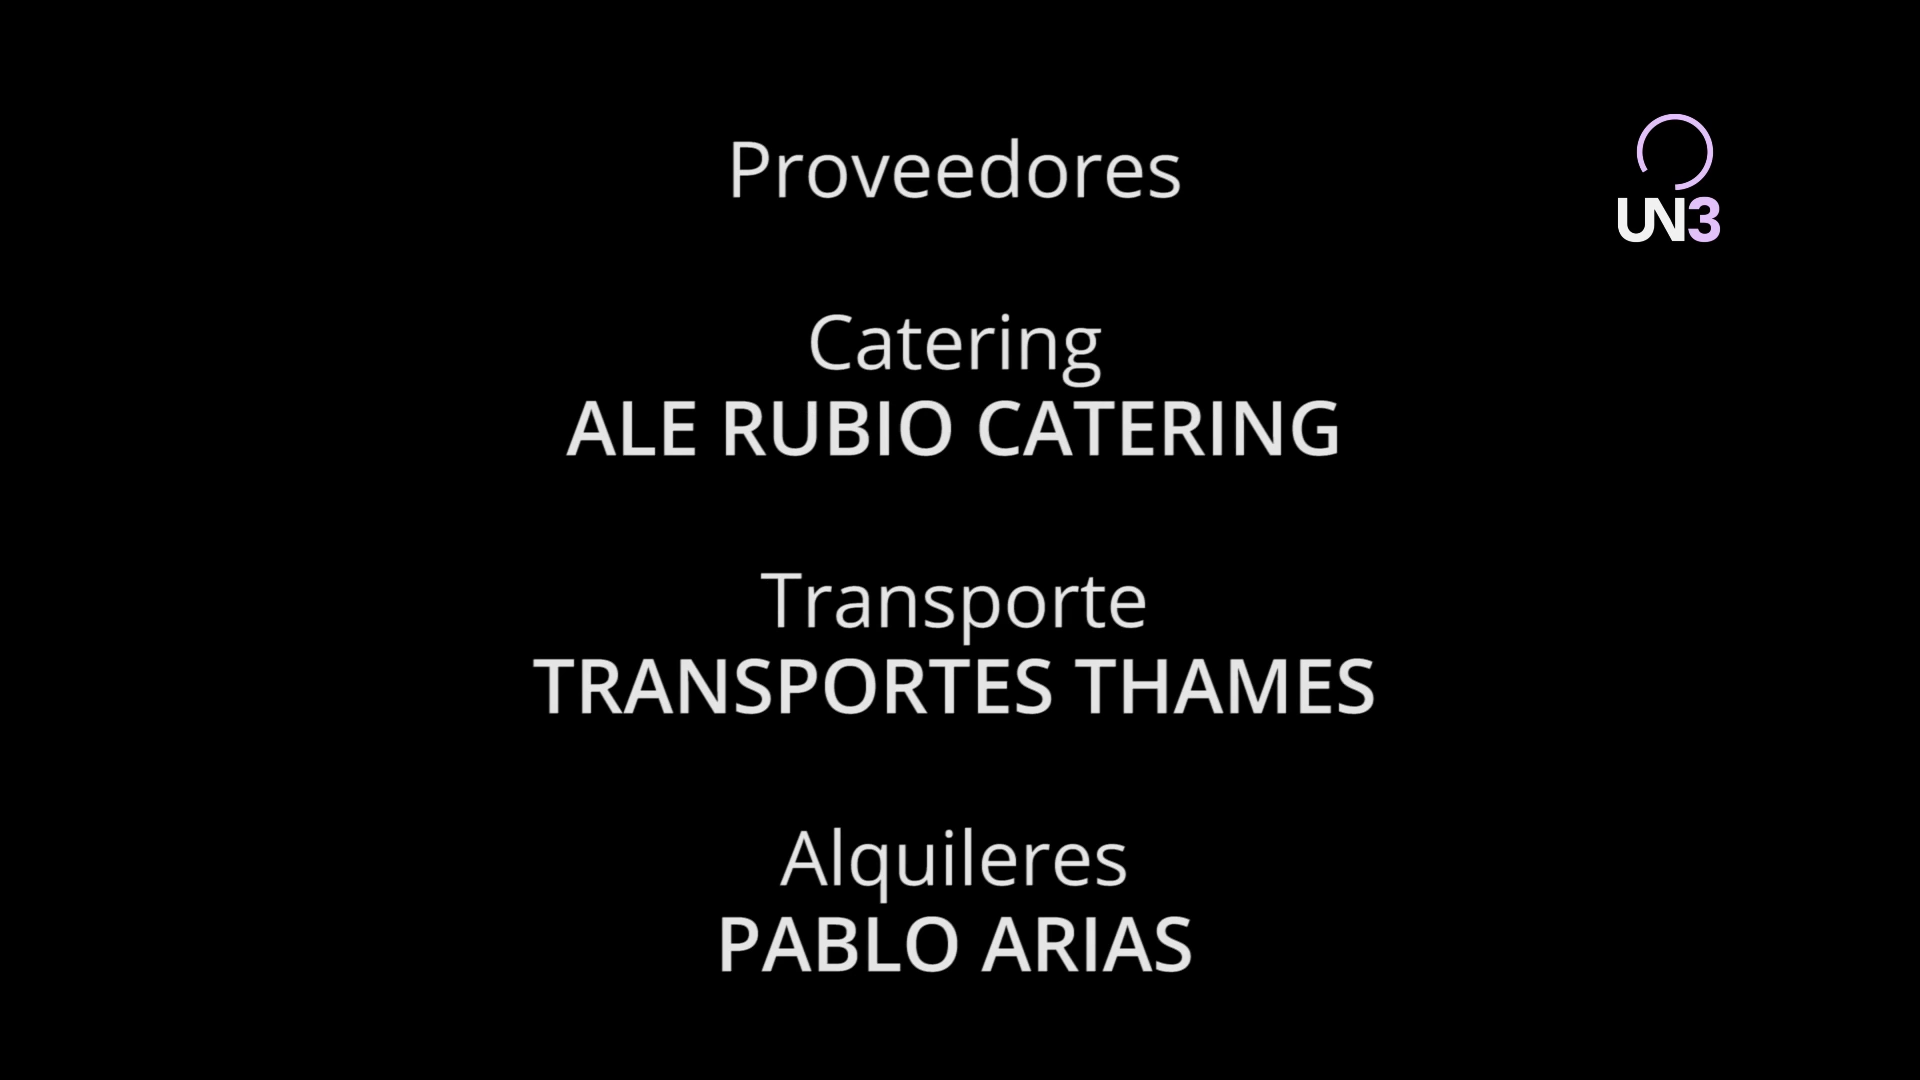 Proveedores
UN3
Catering
ALE RUBIO CATERING
Transporte
TRANSPORTES THAMES
Alquileres
PABLO ARIAS